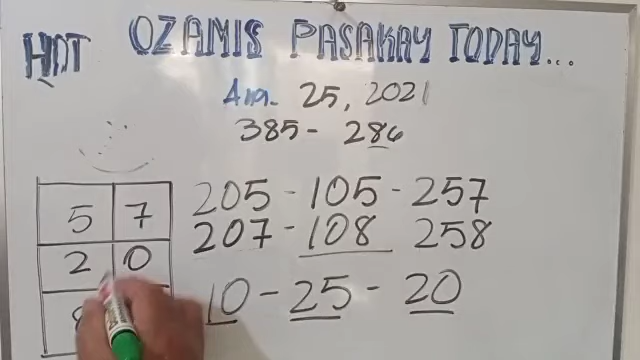 HOT OZAMIS PASAKAY TODAY...
Aug. 25, 2021
385 - 286
205 - 105 - 257
207 - 108 258
10 - 25 - 20
5 7
2 0